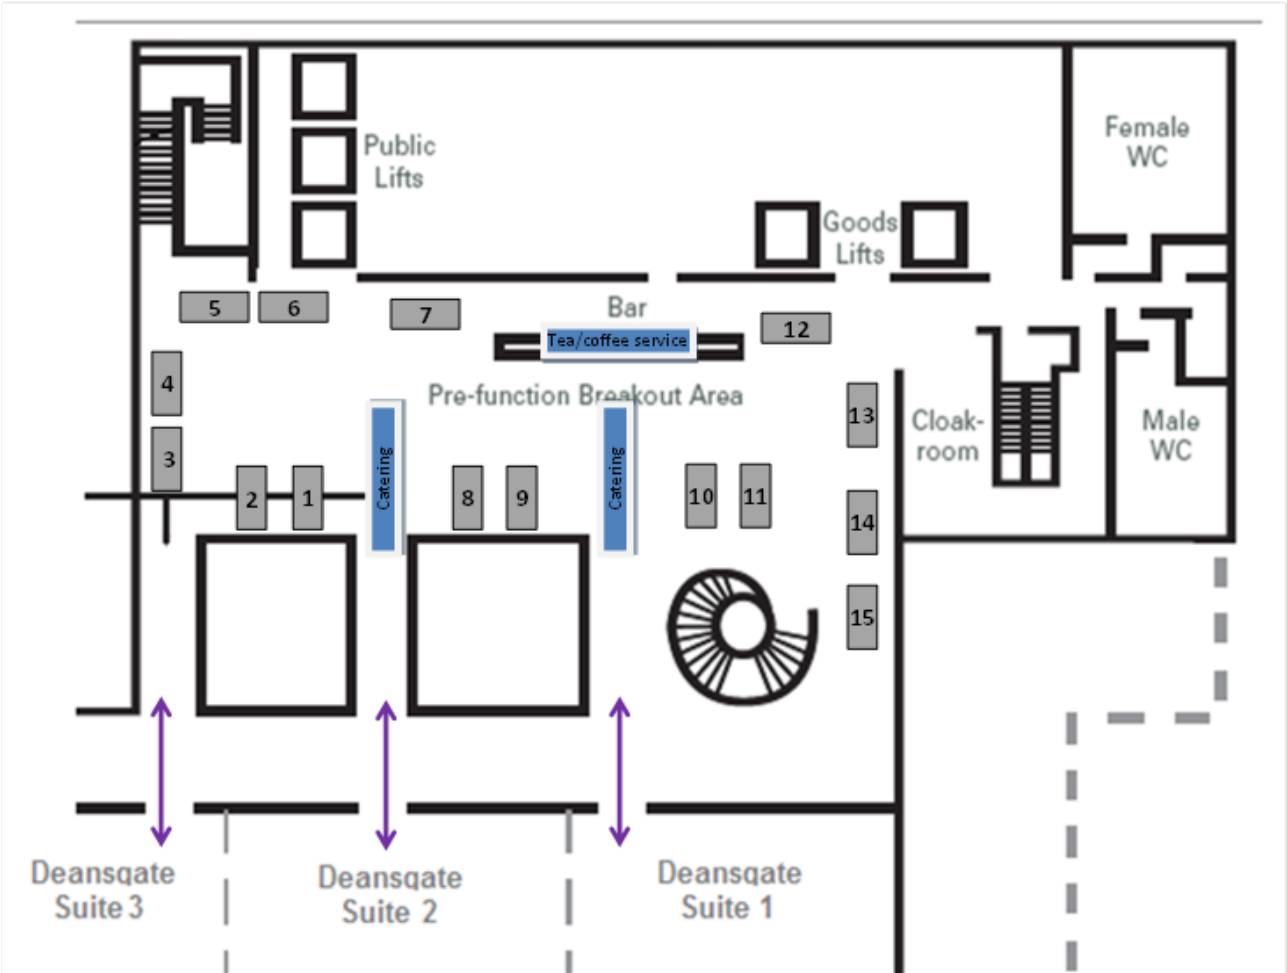 Female
WC
Public
Lifts
Goods
Lifts
5
6
7
Bar
12
Tea/coffee service
4
Pre-function Breakout Area
13
Cloak-
room
Male
WC
3
Catering
Catering
2
1
8
9
10
11
14
15
Deansgate
Suite 3
Deansgate
Suite 2
Deansgate
Suite 1